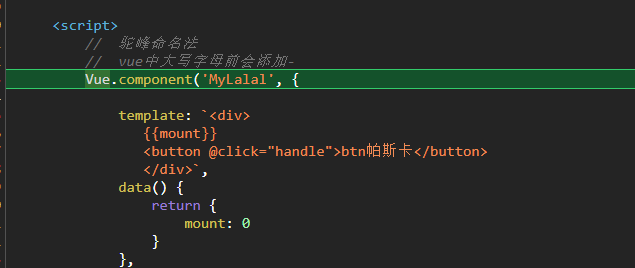 <script>
// 驼峰命名法
// vue中大写字母前会添加-
Vue.component('MyLalal', {
template: `<div>
{{mount}}
<button @click="handle">btn帕斯卡</button>
</div>`,
data() {
return {
mount: 0
}
},